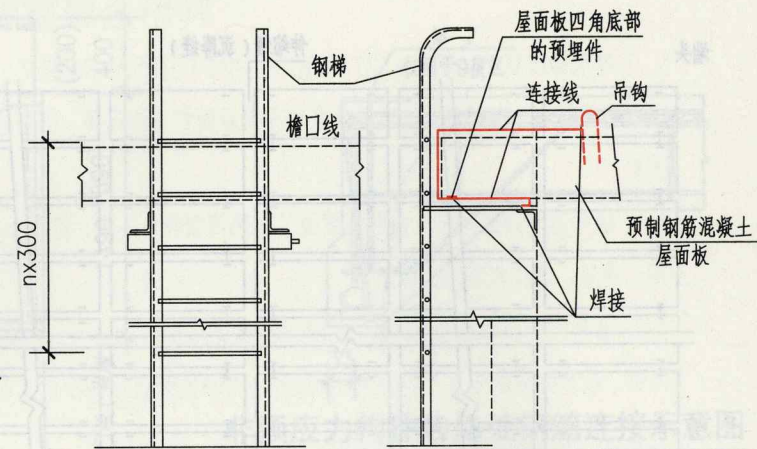 屋面板四角底部
的预埋件
钢梯
连接线
吊钩
檐口线
nx300
预制钢筋混凝土
屋面板
焊接